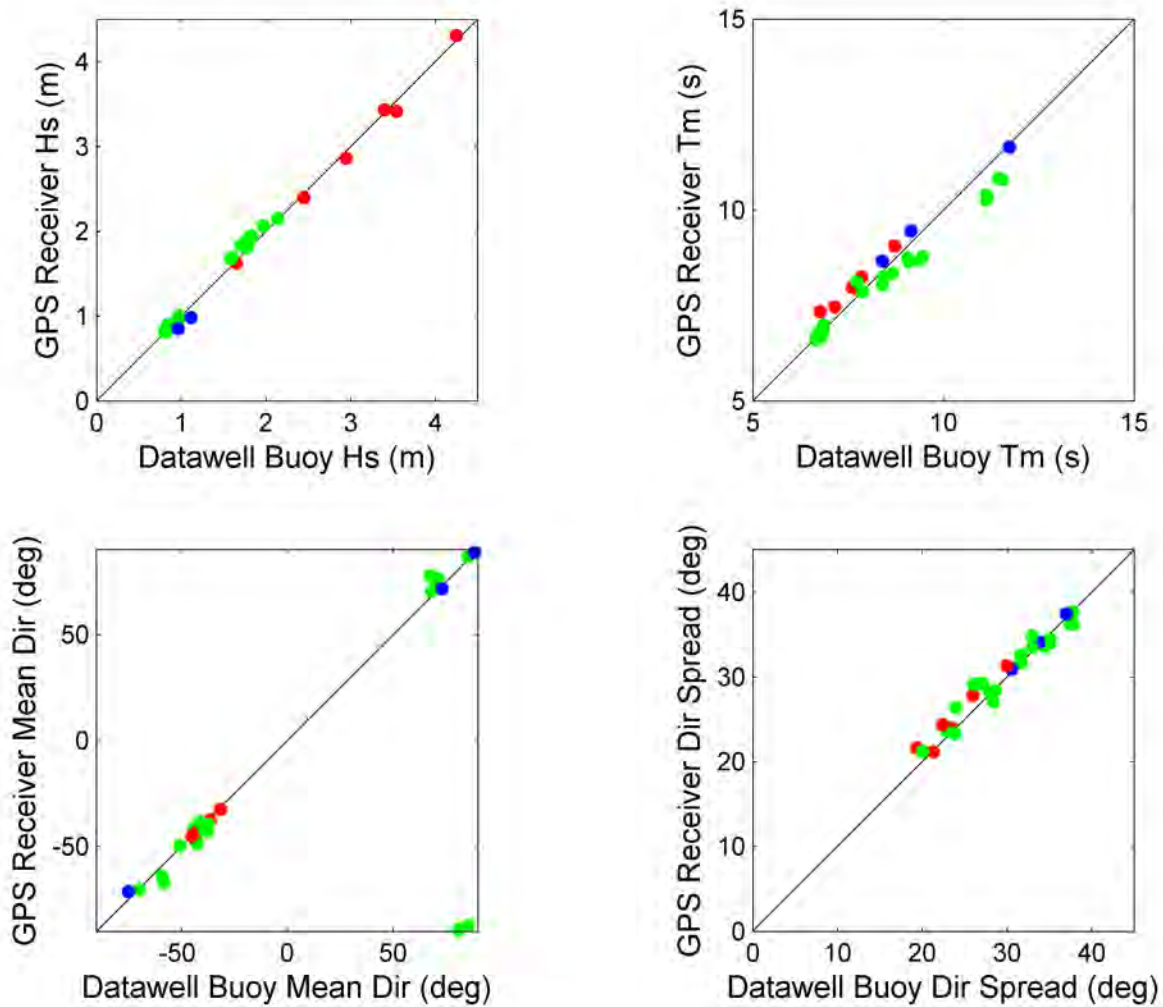 4
3
2
1
0
0 1 2 3 4
GPS Receiver Hs (m)
Datawell Buoy Hs (m)
15
10
5
5 10 15
GPS Receiver Tm (s)
Datawell Buoy Tm (s)
50
0
-50
-50 0 50
GPS Receiver Mean Dir (deg)
Datawell Buoy Mean Dir (deg)
40
30
20
10
0
0 10 20 30 40
GPS Receiver Dir Spread (deg)
Datawell Buoy Dir Spread (deg)